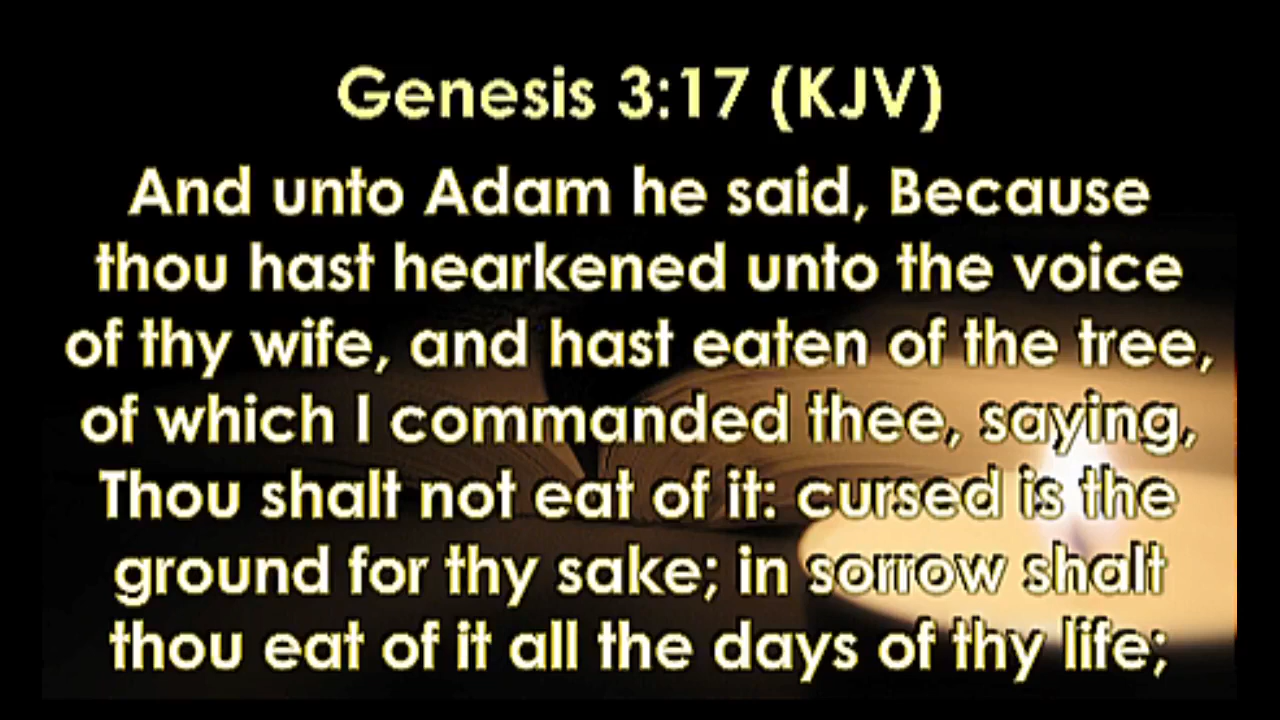 Genesis 3:17 (KJV)
And unto Adam he said, Because
thou hast hearkened unto the voice
of thy wife, and hast eaten of the tree,
of which I commanded thee, saying,
Thou shalt not eat of it: cursed is the
ground for thy sake; in sorrow shalt
thou eat of it all the days of thy life;